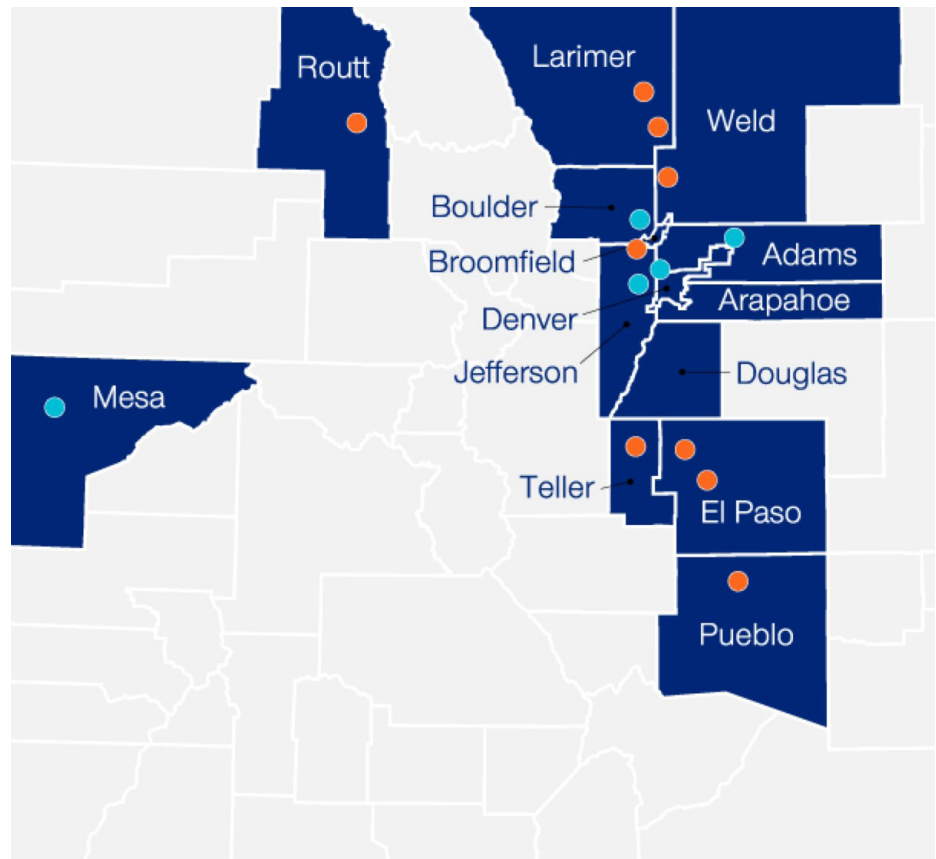 Larimer
Routt
Weld
Boulder
Adams
Broomfield
Arapahoe
Denver
Jefferson
Douglas
Mesa
Teller
El Paso
Pueblo